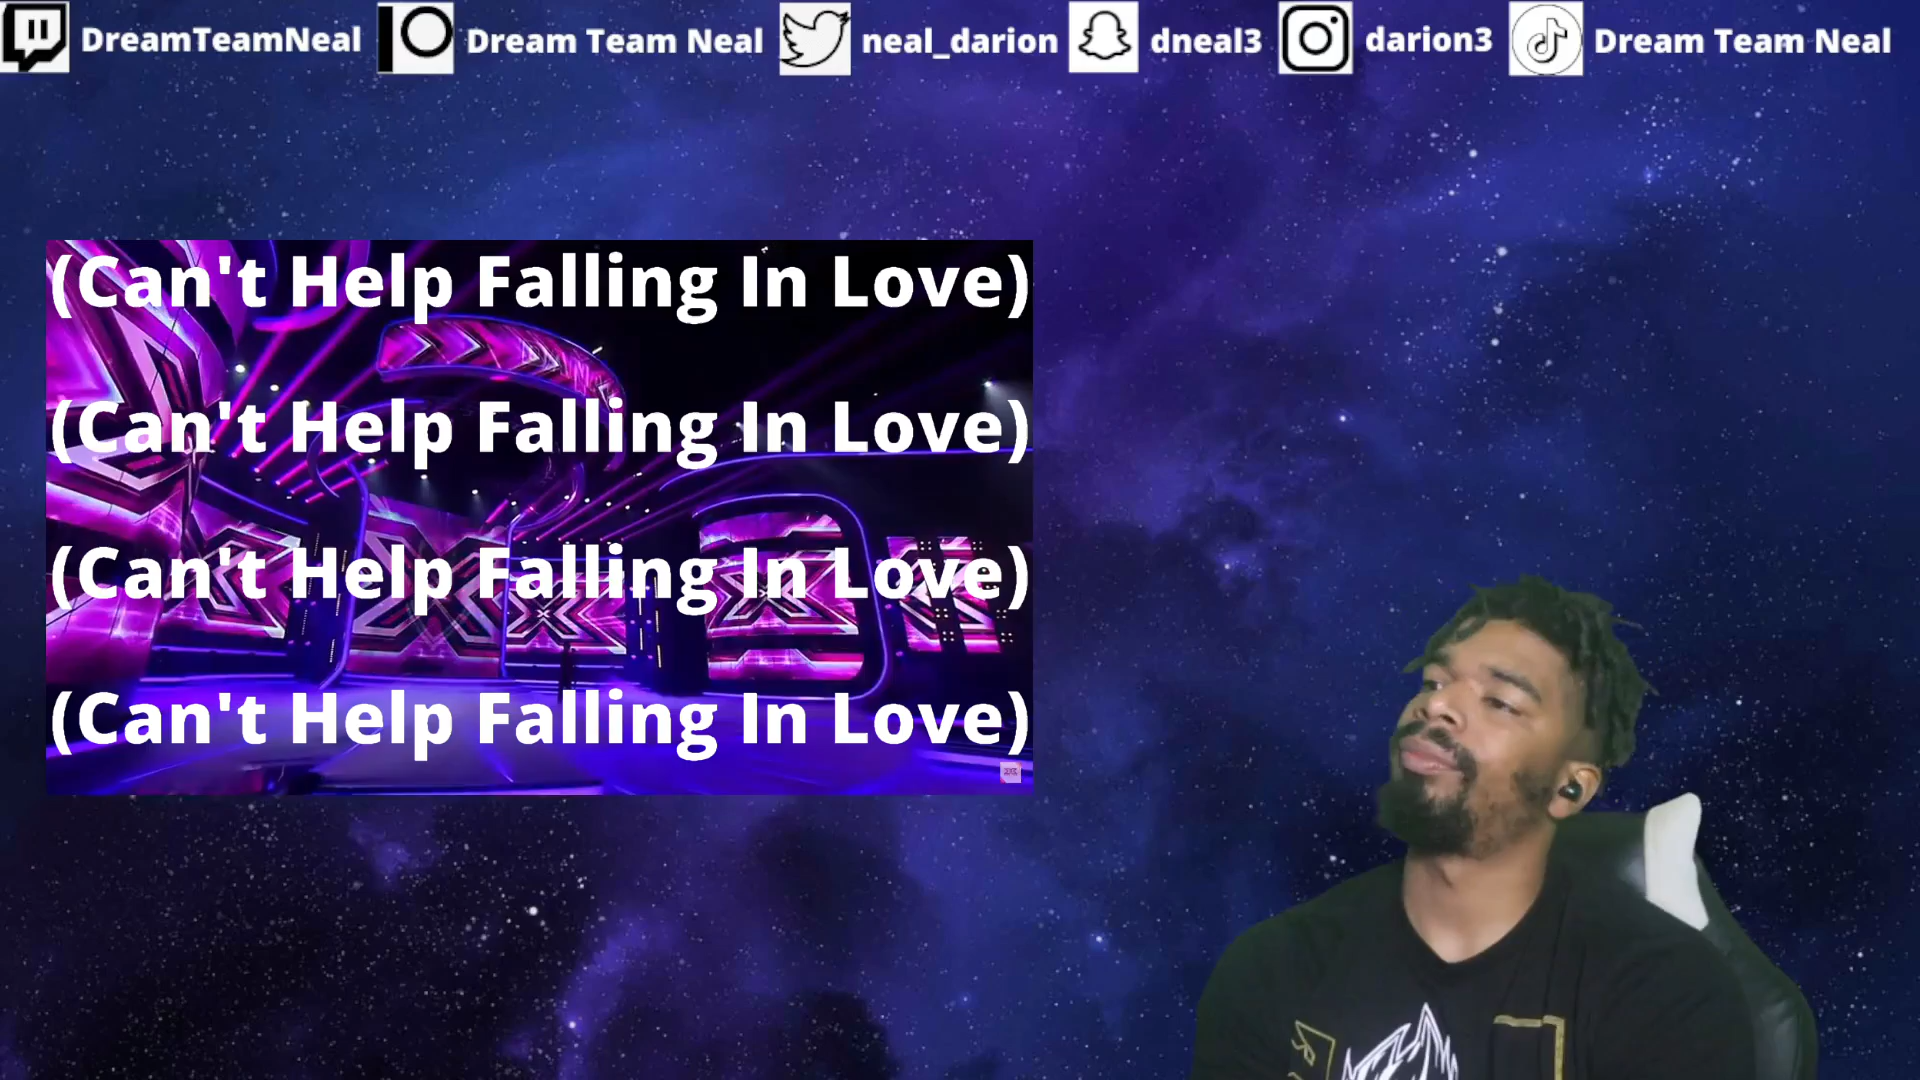 DreamTeamNeal Dream Team Neal neal_darion dneal3 darion3 Dream Team Neal
(Can't Help Falling In Love)
(Can't Help Falling In Love)
(Can't Help Falling In Love)
(Can't Help Falling In Love)